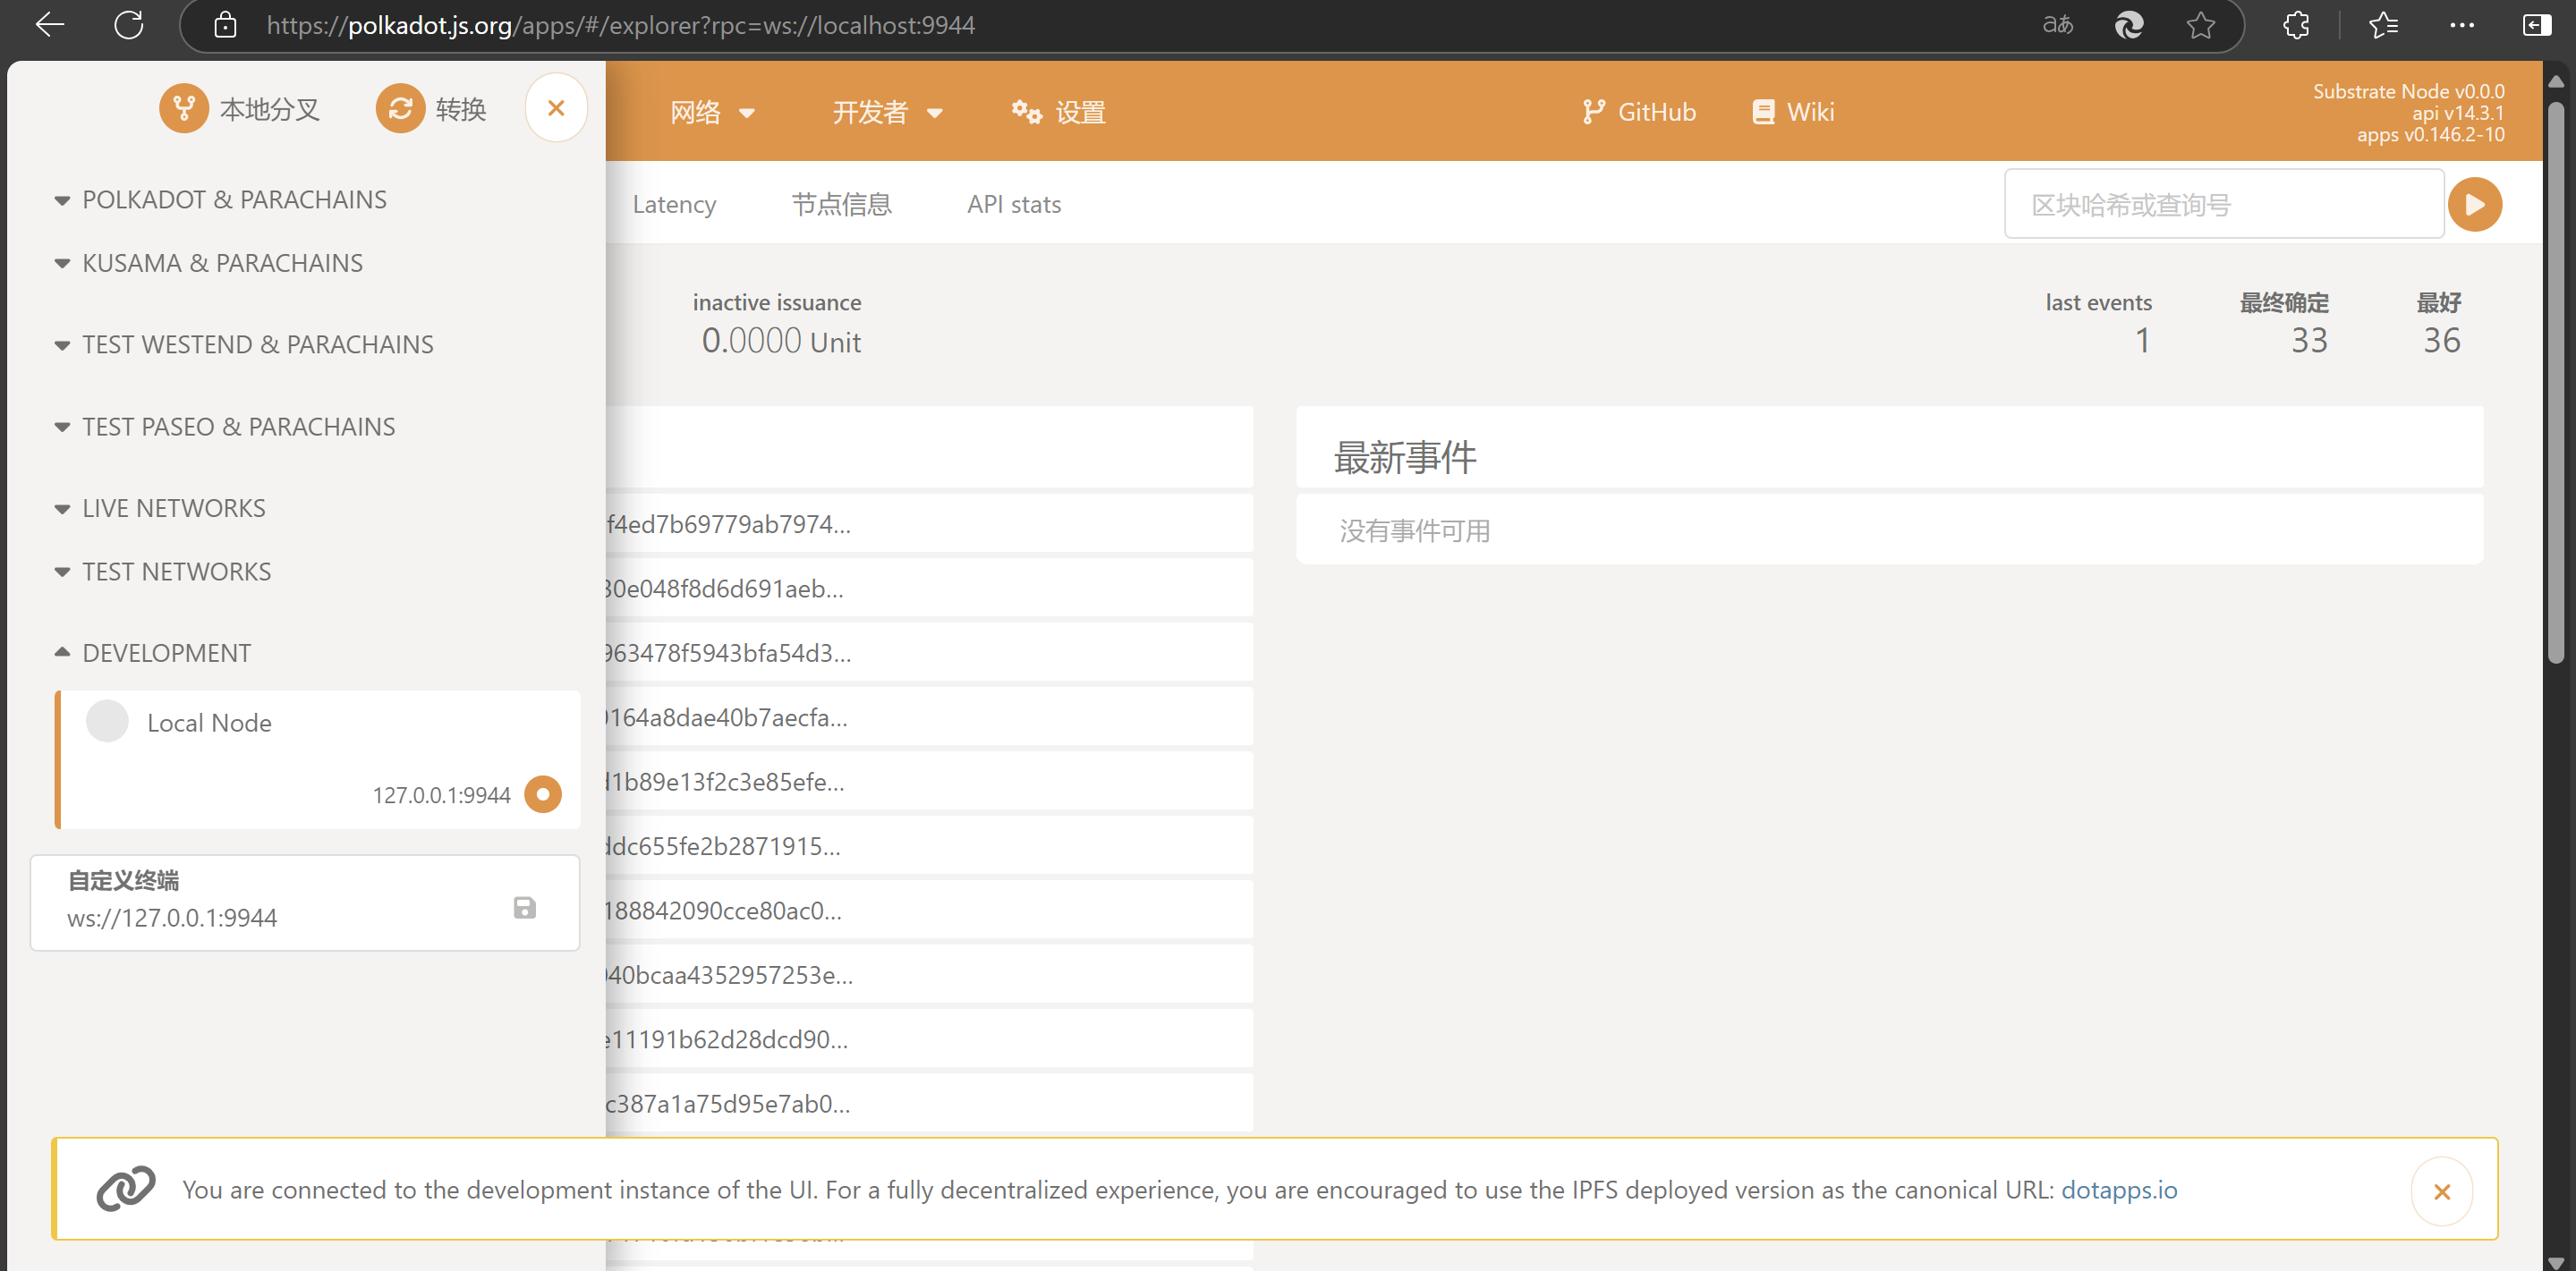 https://polkadot.js.org/apps/#/explorer?rpc=ws://localhost:9944
aあ
本地分叉
转换
网络
开发者
设置
GitHub
Wiki
Substrate Node v0.0.0
api v14.3.1
apps v0.146.2-10
POLKADOT & PARACHAINS
KUSAMA & PARACHAINS
TEST WESTEND & PARACHAINS
TEST PASEO & PARACHAINS
LIVE NETWORKS
TEST NETWORKS
DEVELOPMENT
Local Node
127.0.0.1:9944
自定义终端
ws://127.0.0.1:9944
Latency
节点信息
API stats
区块哈希或查询号
inactive issuance
0.0000 Unit
last events
1
最终确定
33
最好
36
f4ed7b69779ab7974...
30e048f8d6d691aeb...
963478f5943bfa54d3...
164a8dae40b7aecfa...
d1b89e13f2c3e85efe...
ddc655fe2b2871915...
188842090cce80ac0...
40bcaa4352957253e...
e11191b62d28dcd90...
c387a1a75d95e7ab0...
最新事件
没有事件可用
You are connected to the development instance of the UI. For a fully decentralized experience, you are encouraged to use the IPFS deployed version as the canonical URL: dotapps.io